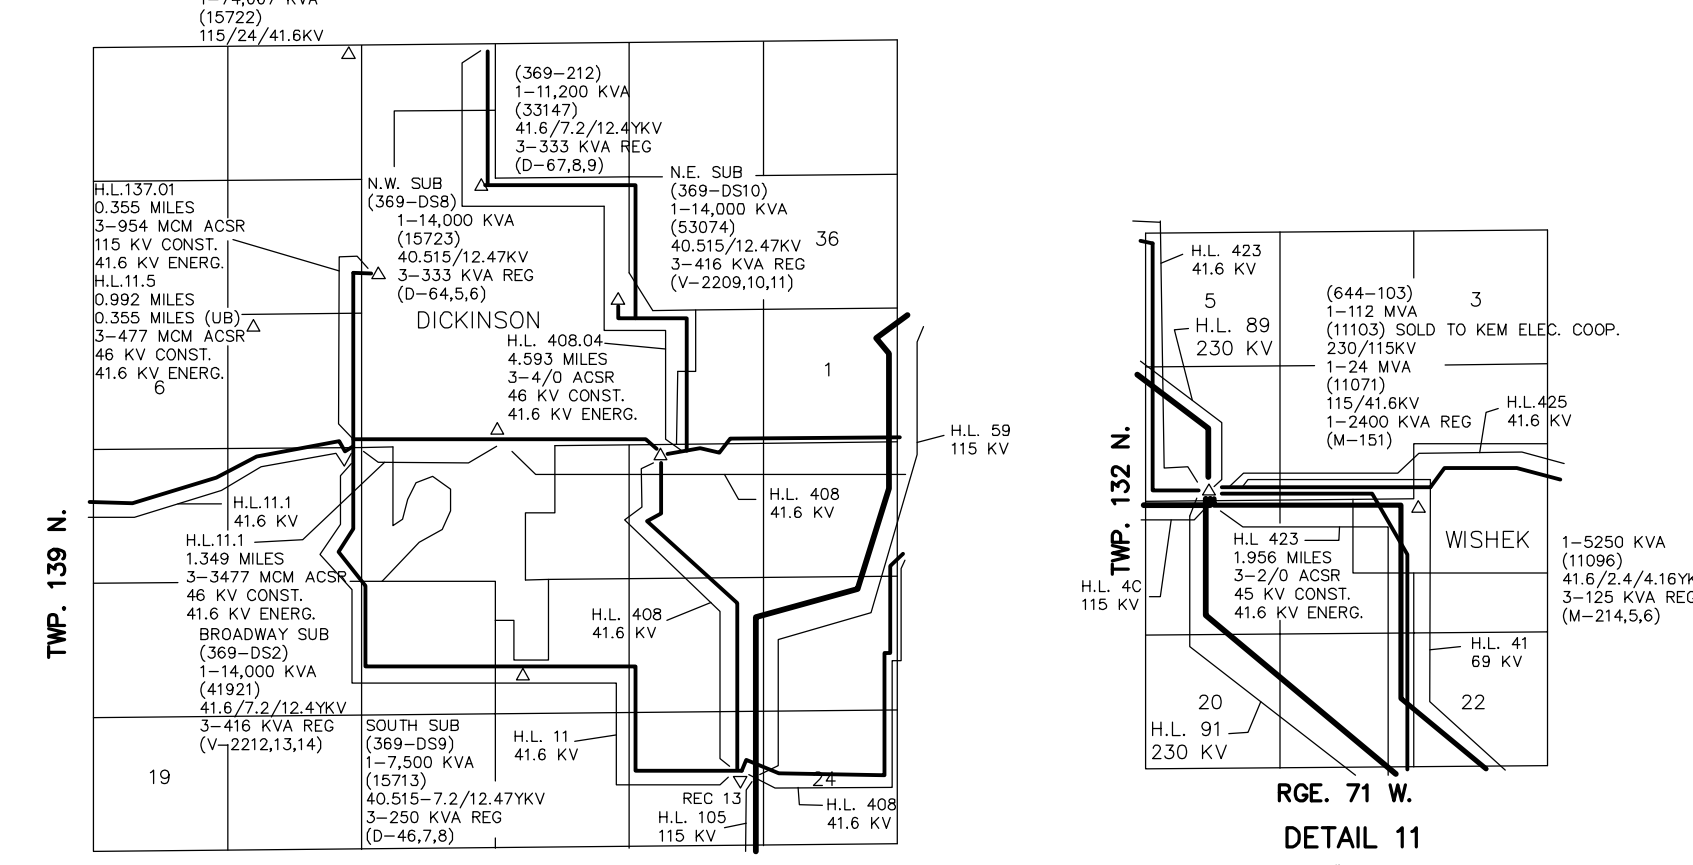 (15722)
115/24/41.6KV
(369-212)
1-11,200 KVA
(33147)
41.6/7.2/12.4YKV
3-333 KVA REG
(D-67,8,9)
N.E. SUB
(369-DS10)
1-14,000 KVA
(53074)
40.515/12.47KV
3-416 KVA REG
(V-2209,10,11)
36
N.W. SUB
(369-DS8)
1-14,000 KVA
(15723)
40.515/12.47KV
3-333 KVA REG
(D-64,5,6)
DICKINSON
H.L.137.01
0.355 MILES
3-954 MCM ACSR
115 KV CONST.
41.6 KV ENERG.
H.L.11.5
0.992 MILES
0.355 MILES (UB)
3-477 MCM ACSR
46 KV CONST.
41.6 KV ENERG.
6
H.L. 408.04
4.593 MILES
3-4/0 ACSR
46 KV CONST.
41.6 KV ENERG.
1
H.L. 59
115 KV
H.L. 408
41.6 KV
H.L.11.1
41.6 KV
TWP. 139 N.
H.L.11.1
1.349 MILES
3-3477 MCM ACSR
46 KV CONST.
41.6 KV ENERG.
BROADWAY SUB
(369-DS2)
1-14,000 KVA
(41921)
41.6/7.2/12.4YKV
3-416 KVA REG
(V-2212,13,14)
H.L. 408
41.6 KV
19
SOUTH SUB
(369-DS9)
1-7,500 KVA
(15713)
40.515-7.2/12.47YKV
3-250 KVA REG
(D-46,7,8)
H.L. 11
41.6 KV
REC 13
H.L. 105
115 KV
24
H.L. 408
41.6 KV
H.L. 423
41.6 KV
5
H.L. 89
230 KV
(644-103)
1-112 MVA
(11103) SOLD TO KEM ELEC. COOP.
230/115KV
1-24 MVA
(11071)
115/41.6KV
1-2400 KVA REG
(M-151)
3
H.L.425
41.6 KV
TWP. 132 N.
H.L. 4C
115 KV
H.L 423
1.956 MILES
3-2/0 ACSR
45 KV CONST.
41.6 KV ENERG.
WISHEK
1-5250 KVA
(11096)
41.6/2.4/4.16YK
3-125 KVA REG
(M-214,5,6)
H.L. 41
69 KV
20
22
H.L. 91
230 KV
RGE. 71 W.
DETAIL 11